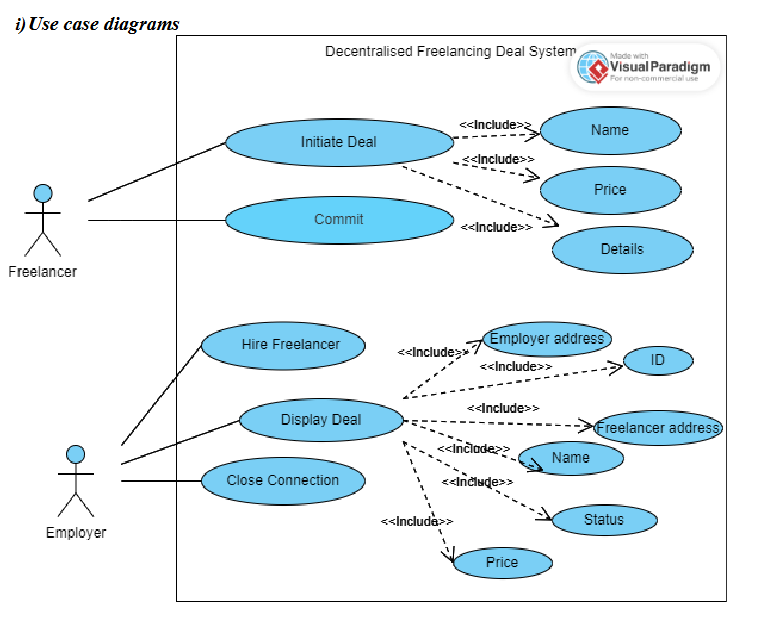 i) Use case diagrams
Decentralised Freelancing Deal System
Made with
Visual Paradigm
For non-commercial use
<<Include>>
Name
Initiate Deal
<<Include>>
Price
Commit
<<Include>>
Details
Freelancer
Hire Freelancer
<<Include>>
Employer address
<<Include>>
ID
<<Include>>
Display Deal
Freelancer address
<<Include>>
Name
Close Connection
<<Include>>
<<Include>>
Status
Employer
Price